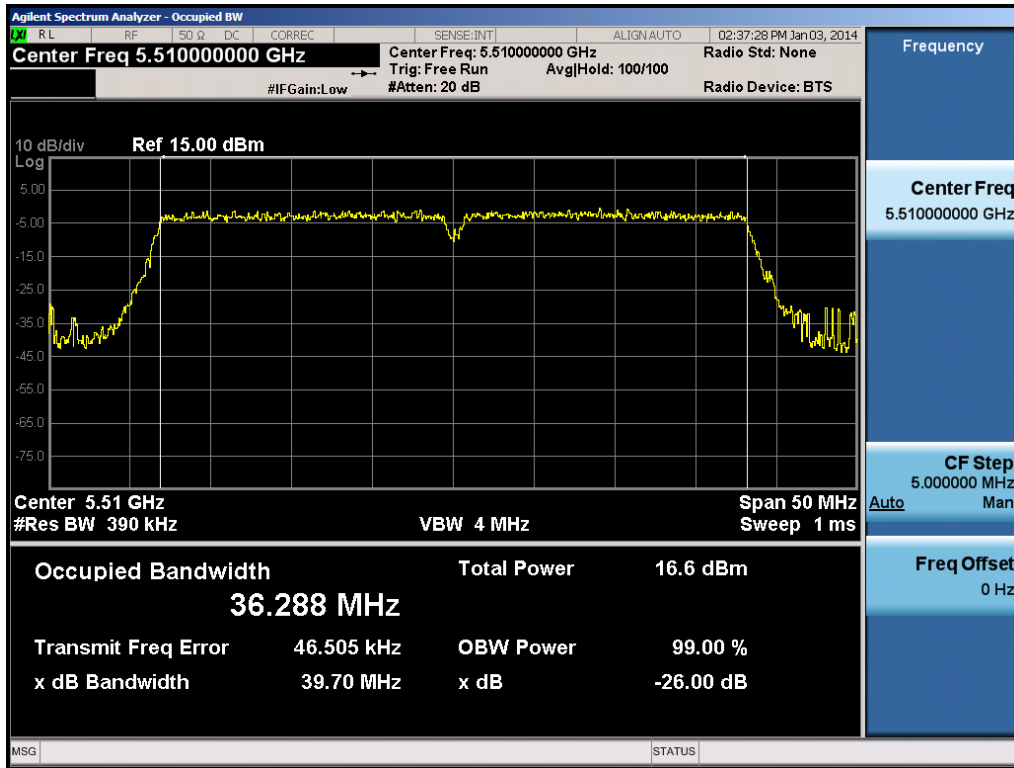 Agilent Spectrum Analyzer - Occupied BW
LXI RL RF 50 Ω DC CORREC SENSE:INT ALIGN AUTO 02:37:28 PM Jan 03, 2014
Center Freq 5.510000000 GHz
Center Freq: 5.510000000 GHz Radio Std: None
Trig: Free Run Avg|Hold: 100/100
#IFGain:Low #Atten: 20 dB Radio Device: BTS
Frequency
10 dB/div Ref 15.00 dBm
Log
5.00
-5.00
-15.0
-25.0
-35.0
-45.0
-55.0
-65.0
-75.0
Center 5.51 GHz Span 50 MHz
#Res BW 390 kHz VBW 4 MHz Sweep 1 ms
Occupied Bandwidth Total Power 16.6 dBm
36.288 MHz
Transmit Freq Error 46.505 kHz OBW Power 99.00 %
x dB Bandwidth 39.70 MHz x dB -26.00 dB
Center Freq
5.510000000 GHz
CF Step
5.000000 MHz
Auto Man
Freq Offset
0 Hz
MSG STATUS